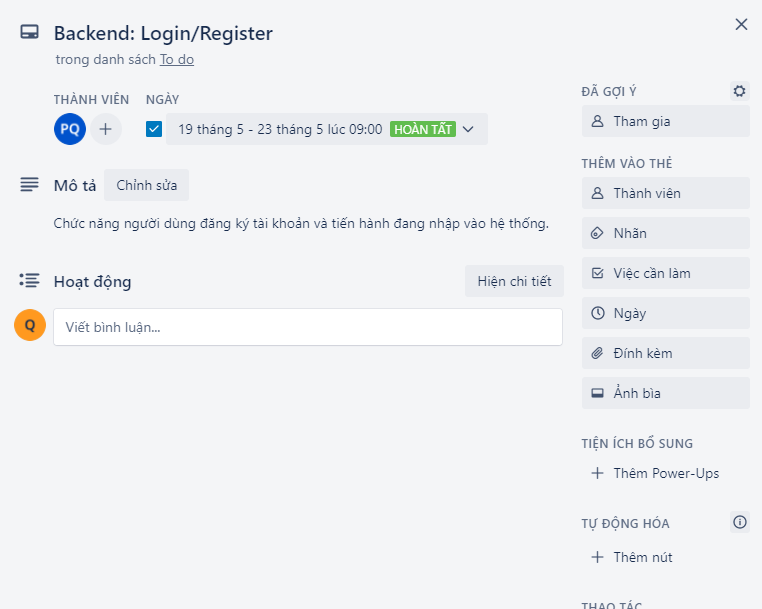 Backend: Login/Register
trong danh sách To do
THÀNH VIÊN
NGÀY
PQ
19 tháng 5 - 23 tháng 5 lúc 09:00 HOÀN TẤT
Mô tả
Chỉnh sửa
Chức năng người dùng đăng ký tài khoản và tiến hành đang nhập vào hệ thống.
Hoạt động
Hiện chi tiết
Q
Viết bình luận...
ĐÃ GỢI Ý
Tham gia
THÊM VÀO THẺ
Thành viên
Nhãn
Việc cần làm
Ngày
Đính kèm
Ảnh bìa
TIỆN ÍCH BỔ SUNG
Thêm Power-Ups
TỰ ĐỘNG HÓA
Thêm nút
THAO TÁC